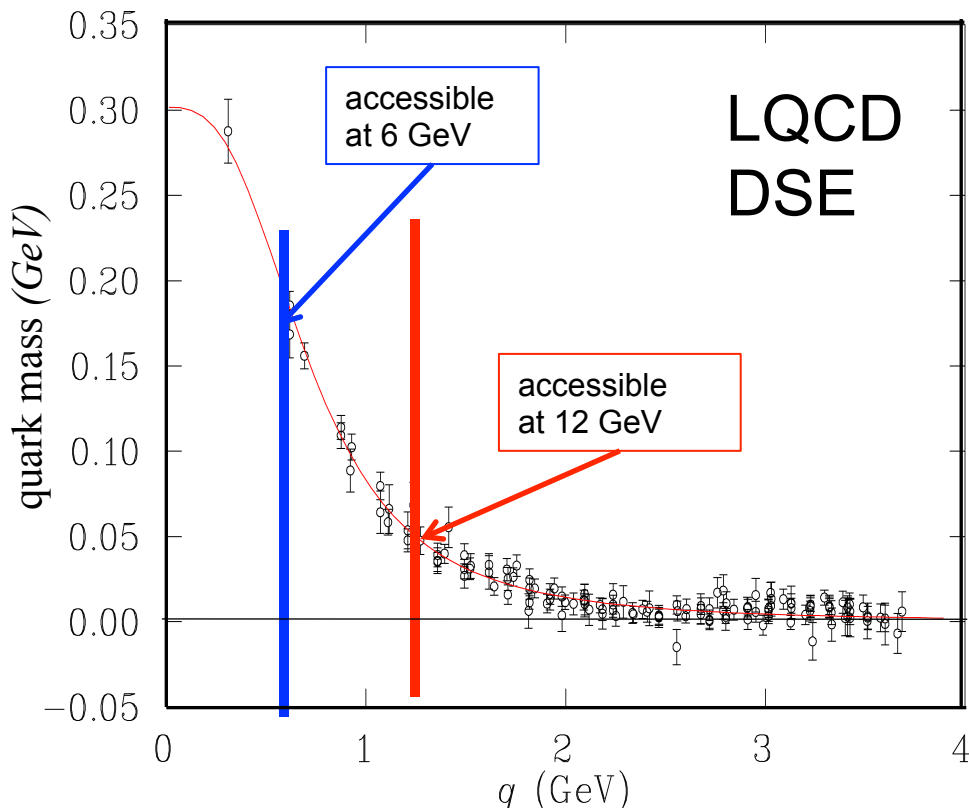 0.35
0.30
0.25
0.20
0.15
0.10
0.05
0.00
−0.05
quark mass (GeV)
accessible
at 6 GeV
LQCD
DSE
accessible
at 12 GeV
0
1
2
3
4
q (GeV)